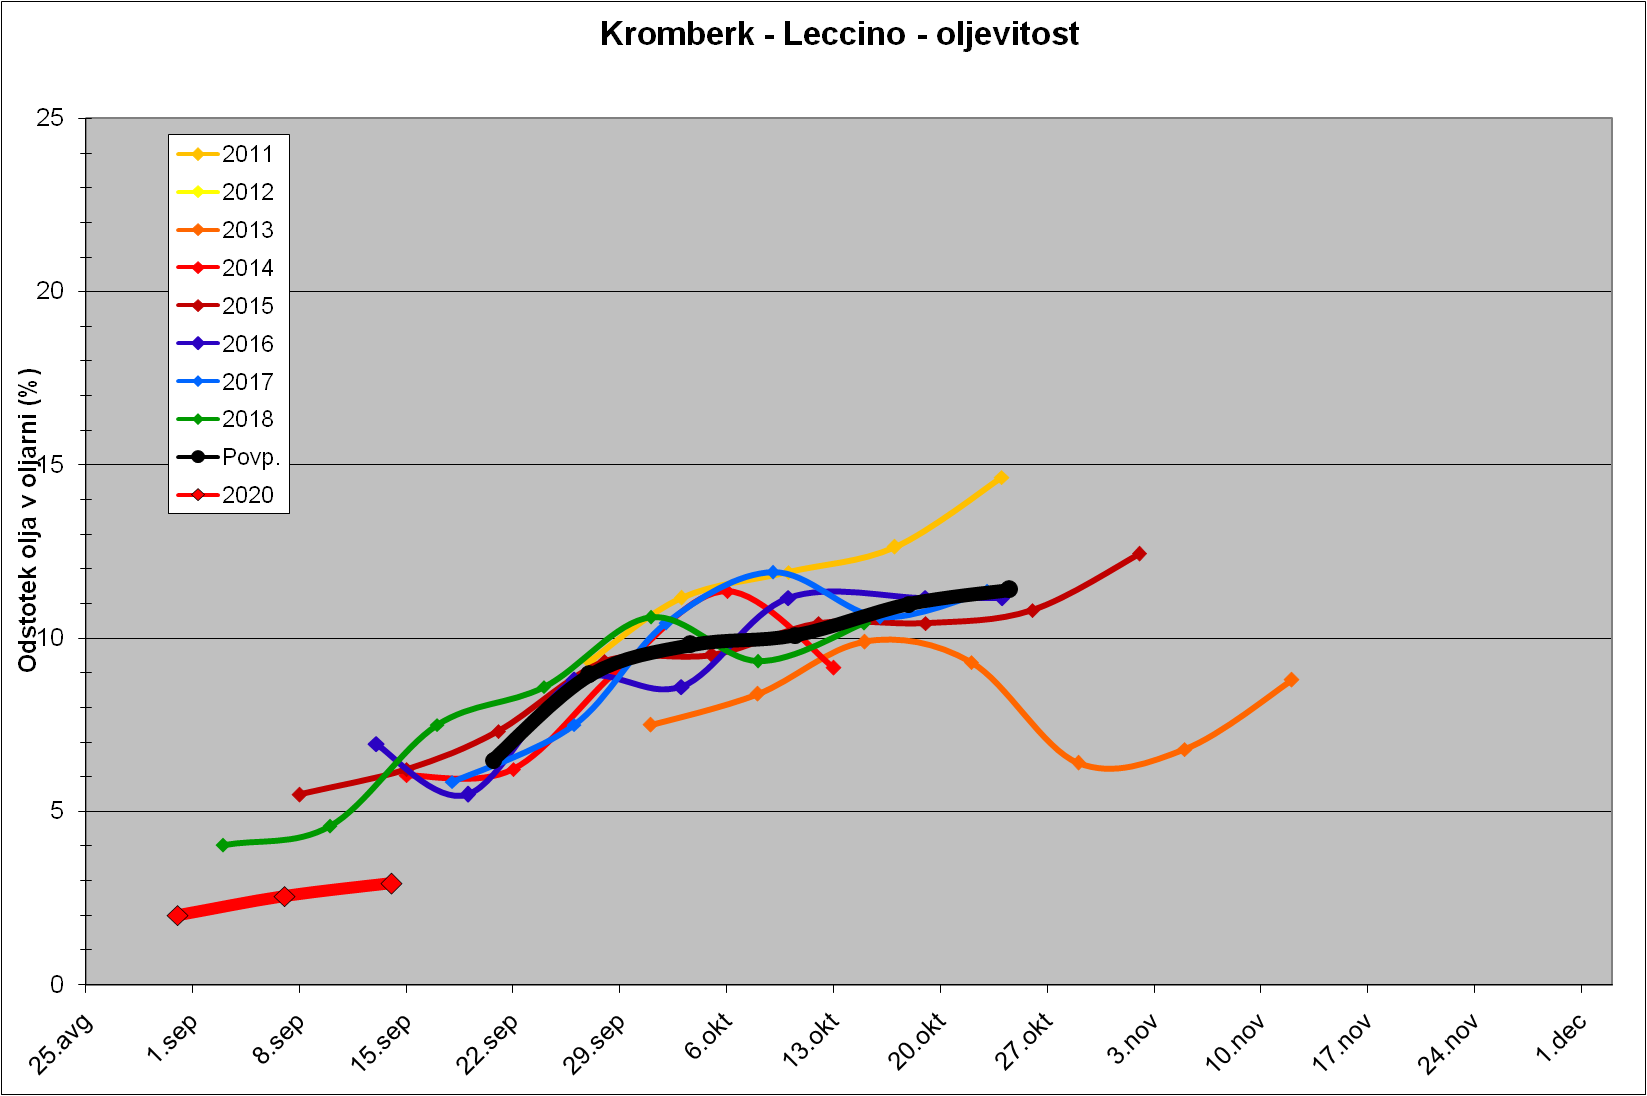 Kromberk - Leccino - oljevitost
Odstotek olja v oljarni (%)
25
20
15
10
5
0
2011
2012
2013
2014
2015
2016
2017
2018
Povp.
2020
25.avg
1.sep
8.sep
15.sep
22.sep
29.sep
6.okt
13.okt
20.okt
27.okt
3.nov
10.nov
17.nov
24.nov
1.dec